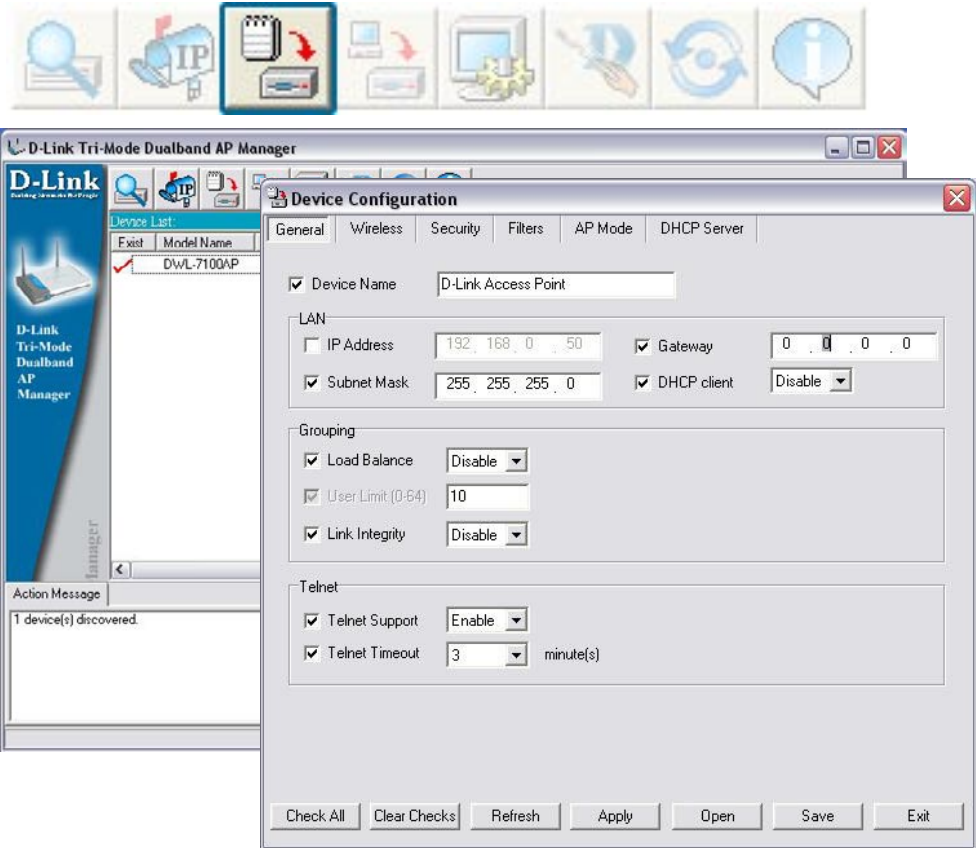 IP
D-Link Tri-Mode Dualband AP Manager
D-Link
Building Networks for People
IP
Device List:
Exist Model Name
DWL-7100AP
D-Link
Tri-Mode
Dualband
AP
Manager
Manager
Action Message
1 device(s) discovered.
Device Configuration
General Wireless Security Filters AP Mode DHCP Server
Device Name D-Link Access Point
LAN
IP Address 192 . 168 . 0 . 50 Gateway 0 . 0 . 0 . 0
Subnet Mask 255 . 255 . 255 . 0 DHCP client Disable
Grouping
Load Balance Disable
User Limit (0-64) 10
Link Integrity Disable
Telnet
Telnet Support Enable
Telnet Timeout 3 minute(s)
Check All Clear Checks Refresh Apply Open Save Exit